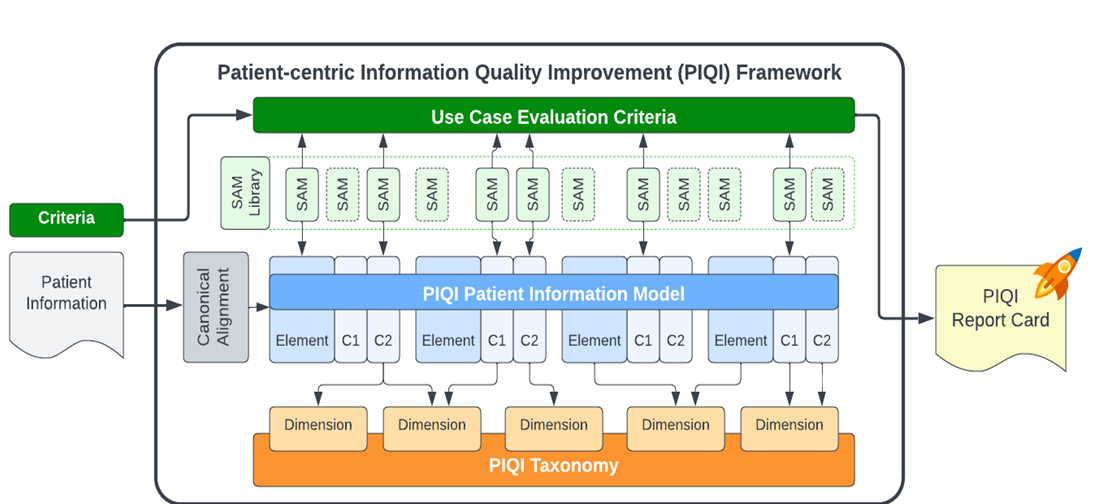 Patient-centric Information Quality Improvement (PIQI) Framework
Use Case Evaluation Criteria
SAM
Library
SAM
SAM
SAM
SAM
SAM
SAM
SAM
SAM
SAM
SAM
SAM
SAM
Criteria
Patient
Information
Canonical
Alignment
PIQI Patient Information Model
Element
C1
C2
Element
C1
C2
Element
C1
C2
Element
C1
C2
PIQI
Report Card
Dimension
Dimension
Dimension
Dimension
Dimension
PIQI Taxonomy